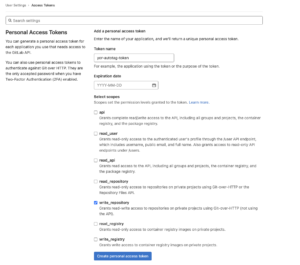 User Settings > Access Tokens
Search settings
Personal Access Tokens
You can generate a personal access token for
each application you use that needs access to
the GitLab API.
You can also use personal access tokens to
authenticate against Git over HTTP. They are
the only accepted password when you have
Two-Factor Authentication (2FA) enabled.
Add a personal access token
Enter the name of your application, and we'll return a unique personal access token.
Token name
For example, the application using the token or the purpose of the token.
Expiration date
YYYY-MM-DD
Select scopes
Scopes set the permission levels granted to the token. Learn more.
api
Grants complete read/write access to the API, including all groups and projects, the container
registry, and the package registry.
read_user
Grants read-only access to the authenticated user's profile through the /user API endpoint,
which includes username, public email, and full name. Also grants access to read-only API
endpoints under /users.
read_api
Grants read access to the API, including all groups and projects, the container registry, and
the package registry.
read_repository
Grants read-only access to repositories on private projects using Git-over-HTTP or the
Repository Files API.
write_repository
Grants read-write access to repositories on private projects using Git-over-HTTP (not using
the API).
read_registry
Grants read-only access to container registry images on private projects.
write_registry
Grants write access to container registry images on private projects.
Create personal access token